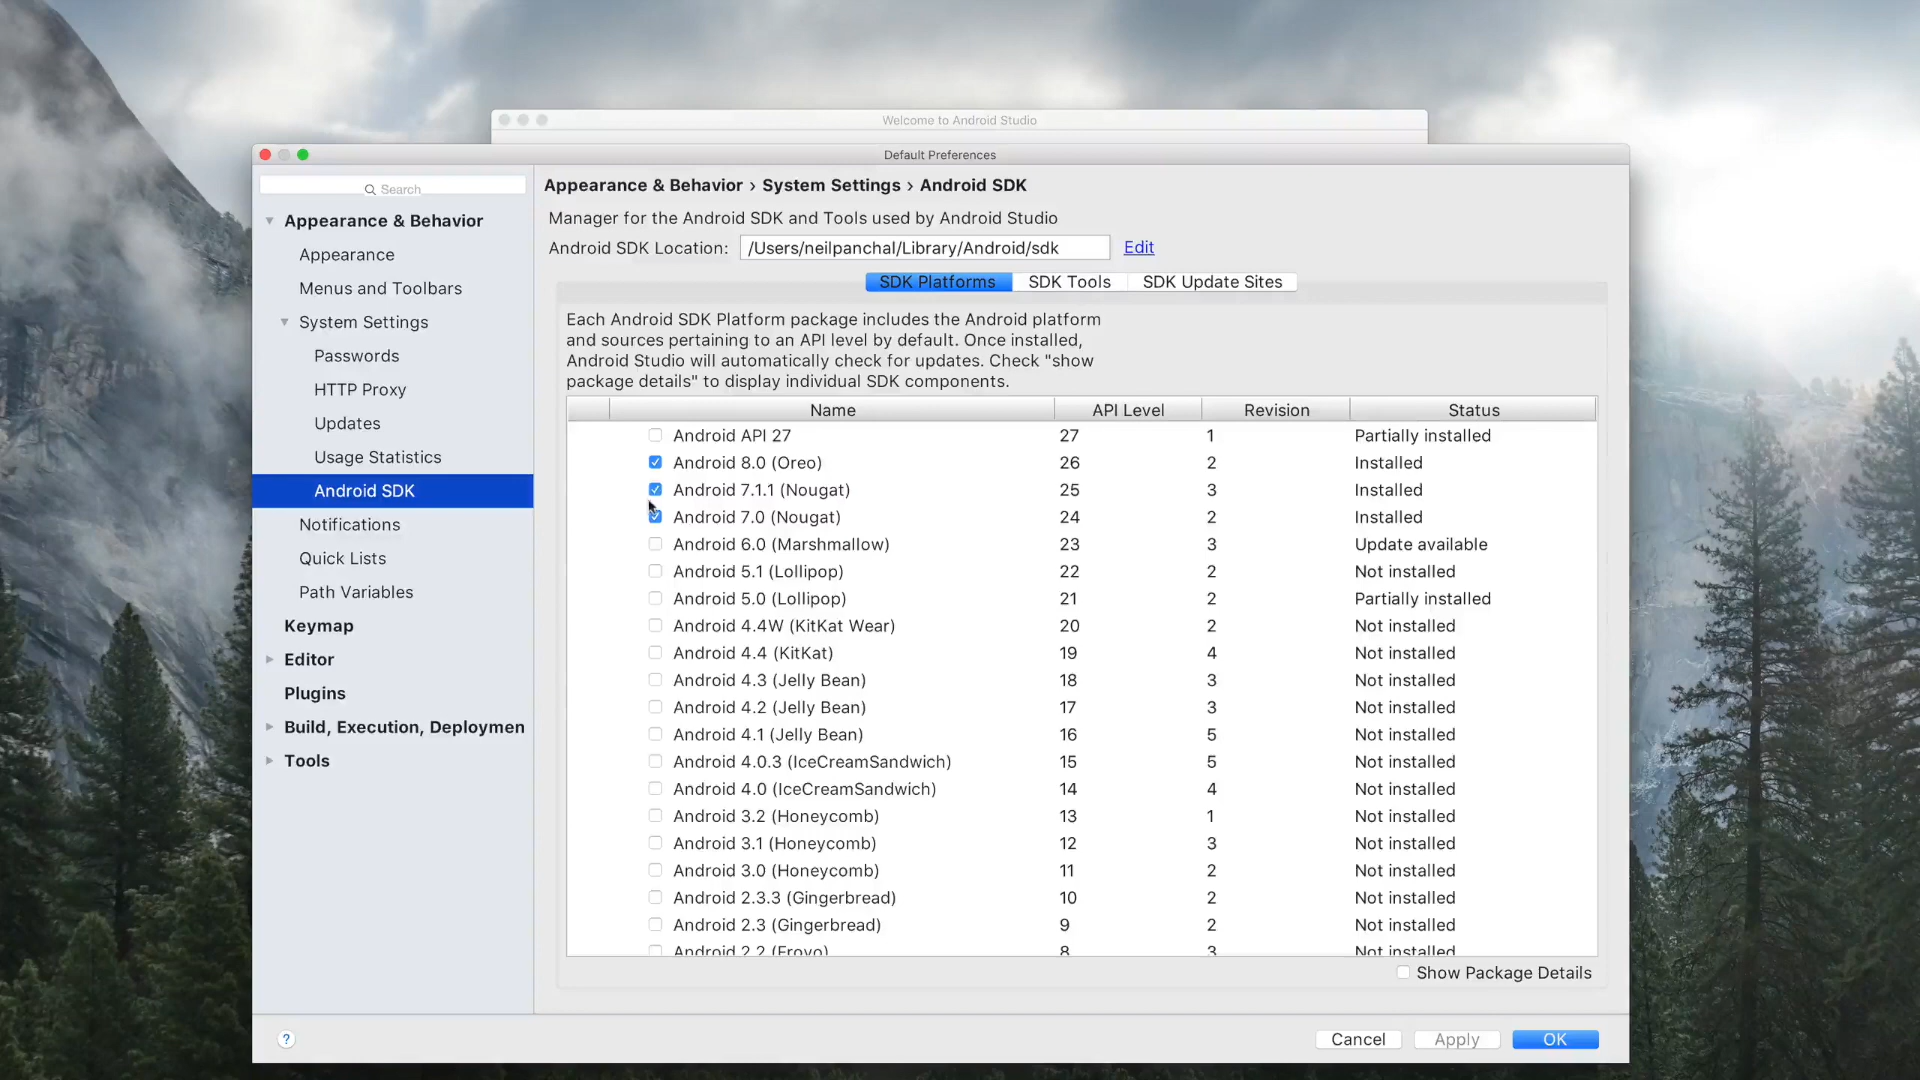 Welcome to Android Studio
Default Preferences
Search
Appearance & Behavior
Appearance
Menus and Toolbars
System Settings
Passwords
HTTP Proxy
Updates
Usage Statistics
Android SDK
Notifications
Quick Lists
Path Variables
Keymap
Editor
Plugins
Build, Execution, Deploymen
Tools
Appearance & Behavior › System Settings › Android SDK
Manager for the Android SDK and Tools used by Android Studio
Android SDK Location: /Users/neilpanchal/Library/Android/sdk Edit
SDK Platforms SDK Tools SDK Update Sites
Each Android SDK Platform package includes the Android platform
and sources pertaining to an API level by default. Once installed,
Android Studio will automatically check for updates. Check "show
package details" to display individual SDK components.
Name API Level Revision Status
Android API 27 27 1 Partially installed
Android 8.0 (Oreo) 26 2 Installed
Android 7.1.1 (Nougat) 25 3 Installed
Android 7.0 (Nougat) 24 2 Installed
Android 6.0 (Marshmallow) 23 3 Update available
Android 5.1 (Lollipop) 22 2 Not installed
Android 5.0 (Lollipop) 21 2 Partially installed
Android 4.4W (KitKat Wear) 20 2 Not installed
Android 4.4 (KitKat) 19 4 Not installed
Android 4.3 (Jelly Bean) 18 3 Not installed
Android 4.2 (Jelly Bean) 17 3 Not installed
Android 4.1 (Jelly Bean) 16 5 Not installed
Android 4.0.3 (IceCreamSandwich) 15 5 Not installed
Android 4.0 (IceCreamSandwich) 14 4 Not installed
Android 3.2 (Honeycomb) 13 1 Not installed
Android 3.1 (Honeycomb) 12 3 Not installed
Android 3.0 (Honeycomb) 11 2 Not installed
Android 2.3.3 (Gingerbread) 10 2 Not installed
Android 2.3 (Gingerbread) 9 2 Not installed
Android 2.2 (Froyo) 8 3 Not installed
Show Package Details
? Cancel Apply OK